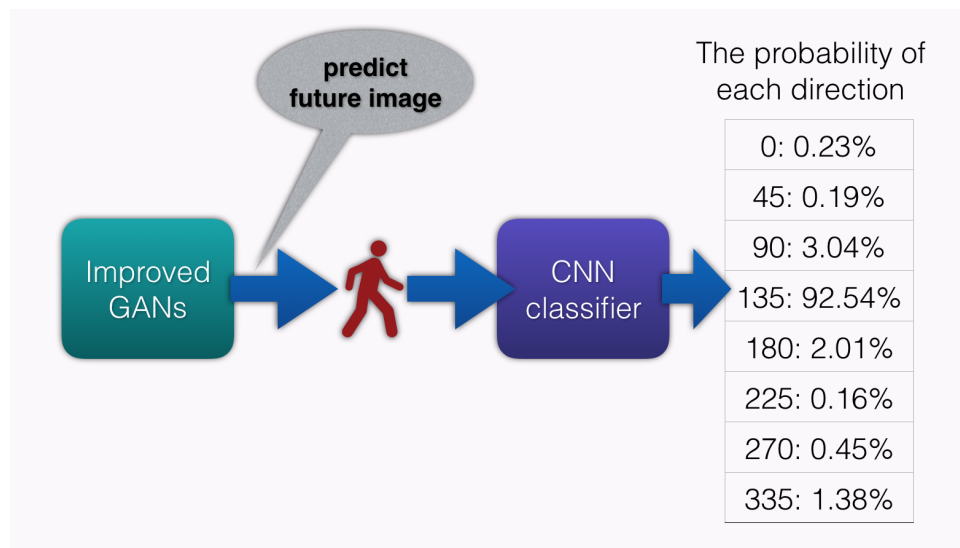 predict
future image
Improved
GANs
CNN
classifier
The probability of
each direction
0: 0.23%
45: 0.19%
90: 3.04%
135: 92.54%
180: 2.01%
225: 0.16%
270: 0.45%
335: 1.38%